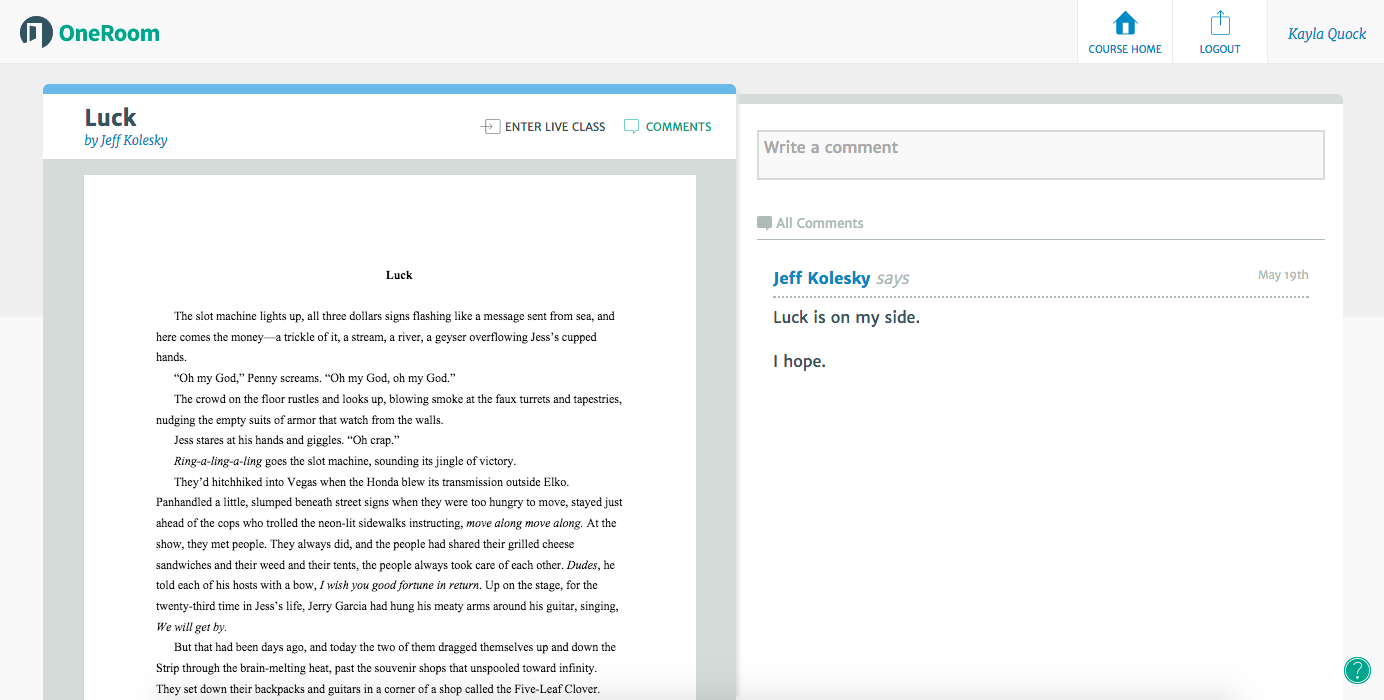 OneRoom
COURSE HOME
LOGOUT
Kayla Quock
Luck
by Jeff Kolesky
ENTER LIVE CLASS
COMMENTS
Luck
The slot machine lights up, all three dollars signs flashing like a message sent from sea, and
here comes the money—a trickle of it, a stream, a river, a geyser overflowing Jess’s cupped
hands.
“Oh my God,” Penny screams. “Oh my God, oh my God.”
The crowd on the floor rustles and looks up, blowing smoke at the faux turrets and tapestries,
nudging the empty suits of armor that watch from the walls.
Jess stares at his hands and giggles. “Oh crap.”
Ring-a-ling-a-ling goes the slot machine, sounding its jingle of victory.
They’d hitchhiked into Vegas when the Honda blew its transmission outside Elko.
Panhandled a little, slumped beneath street signs when they were too hungry to move, stayed just
ahead of the cops who trolled the neon-lit sidewalks instructing, move along move along. At the
show, they met people. They always did, and the people had shared their grilled cheese
sandwiches and their weed and their tents, the people always took care of each other. Dudes, he
told each of his hosts with a bow, I wish you good fortune in return. Up on the stage, for the
twenty-third time in Jess’s life, Jerry Garcia had hung his meaty arms around his guitar, singing,
We will get by.
But that had been days ago, and today the two of them dragged themselves up and down the
Strip through the brain-melting heat, past the souvenir shops that unspooled toward infinity.
They set down their backpacks and guitars in a corner of a shop called the Five-Leaf Clover.
Write a comment
All Comments
Jeff Kolesky says
May 19th
Luck is on my side.
I hope.
?